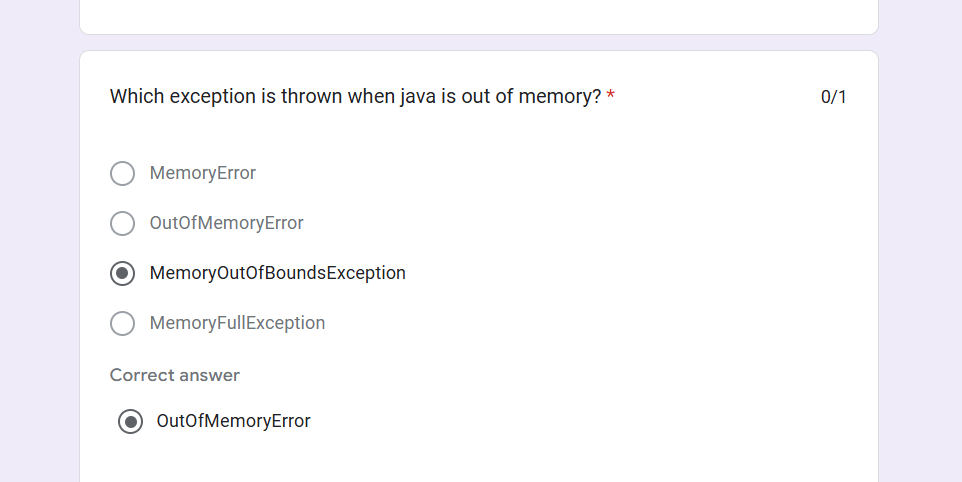 Which exception is thrown when java is out of memory? *
0/1
MemoryError
OutOfMemoryError
MemoryOutOfBoundsException
MemoryFullException
Correct answer
OutOfMemoryError